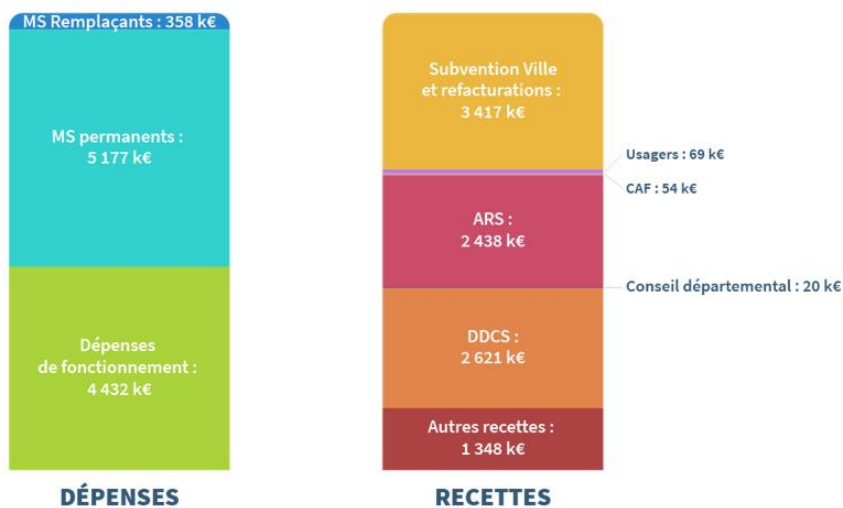 MS Remplaçants : 358 k€
MS permanents :
5 177 k€
Dépenses
de fonctionnement :
4 432 k€
DÉPENSES
Subvention Ville
et refacturations :
3 417 k€
Usagers : 69 k€
CAF : 54 k€
ARS :
2 438 k€
Conseil départemental : 20 k€
DDCS :
2 621 k€
Autres recettes :
1 348 k€
RECETTES